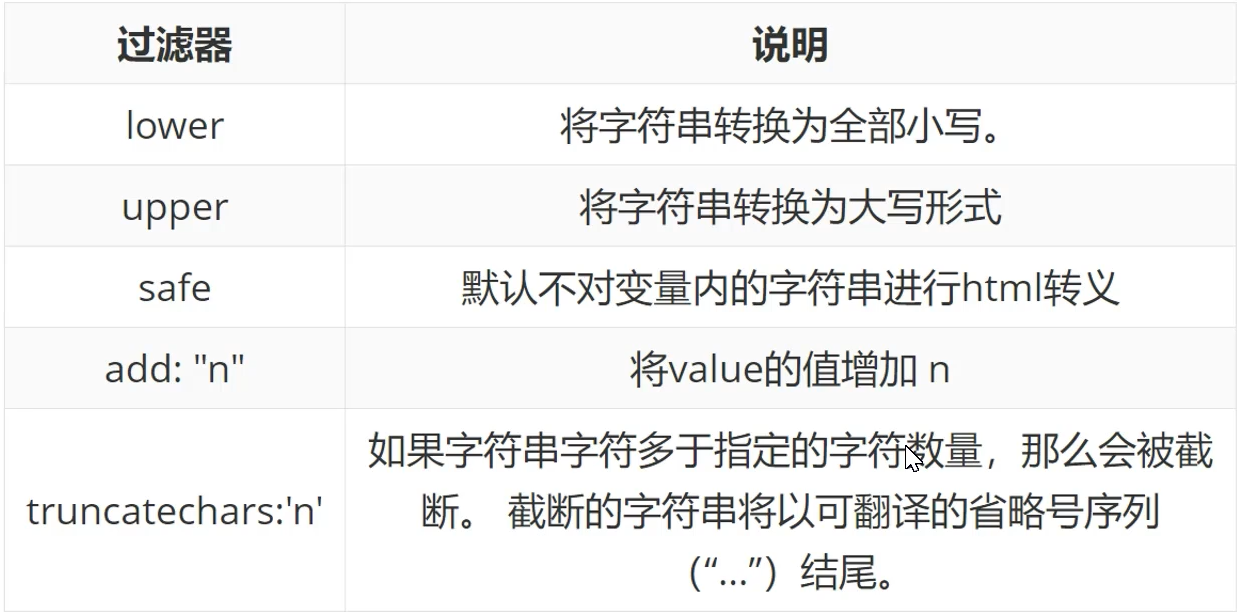 过滤器 说明
lower 将字符串转换为全部小写。
upper 将字符串转换为大写形式
safe 默认不对变量内的字符串进行html转义
add: "n" 将value的值增加 n
truncatechars:'n' 如果字符串字符多于指定的字符数量，那么会被截
断。 截断的字符串将以可翻译的省略号序列
（“...”）结尾。